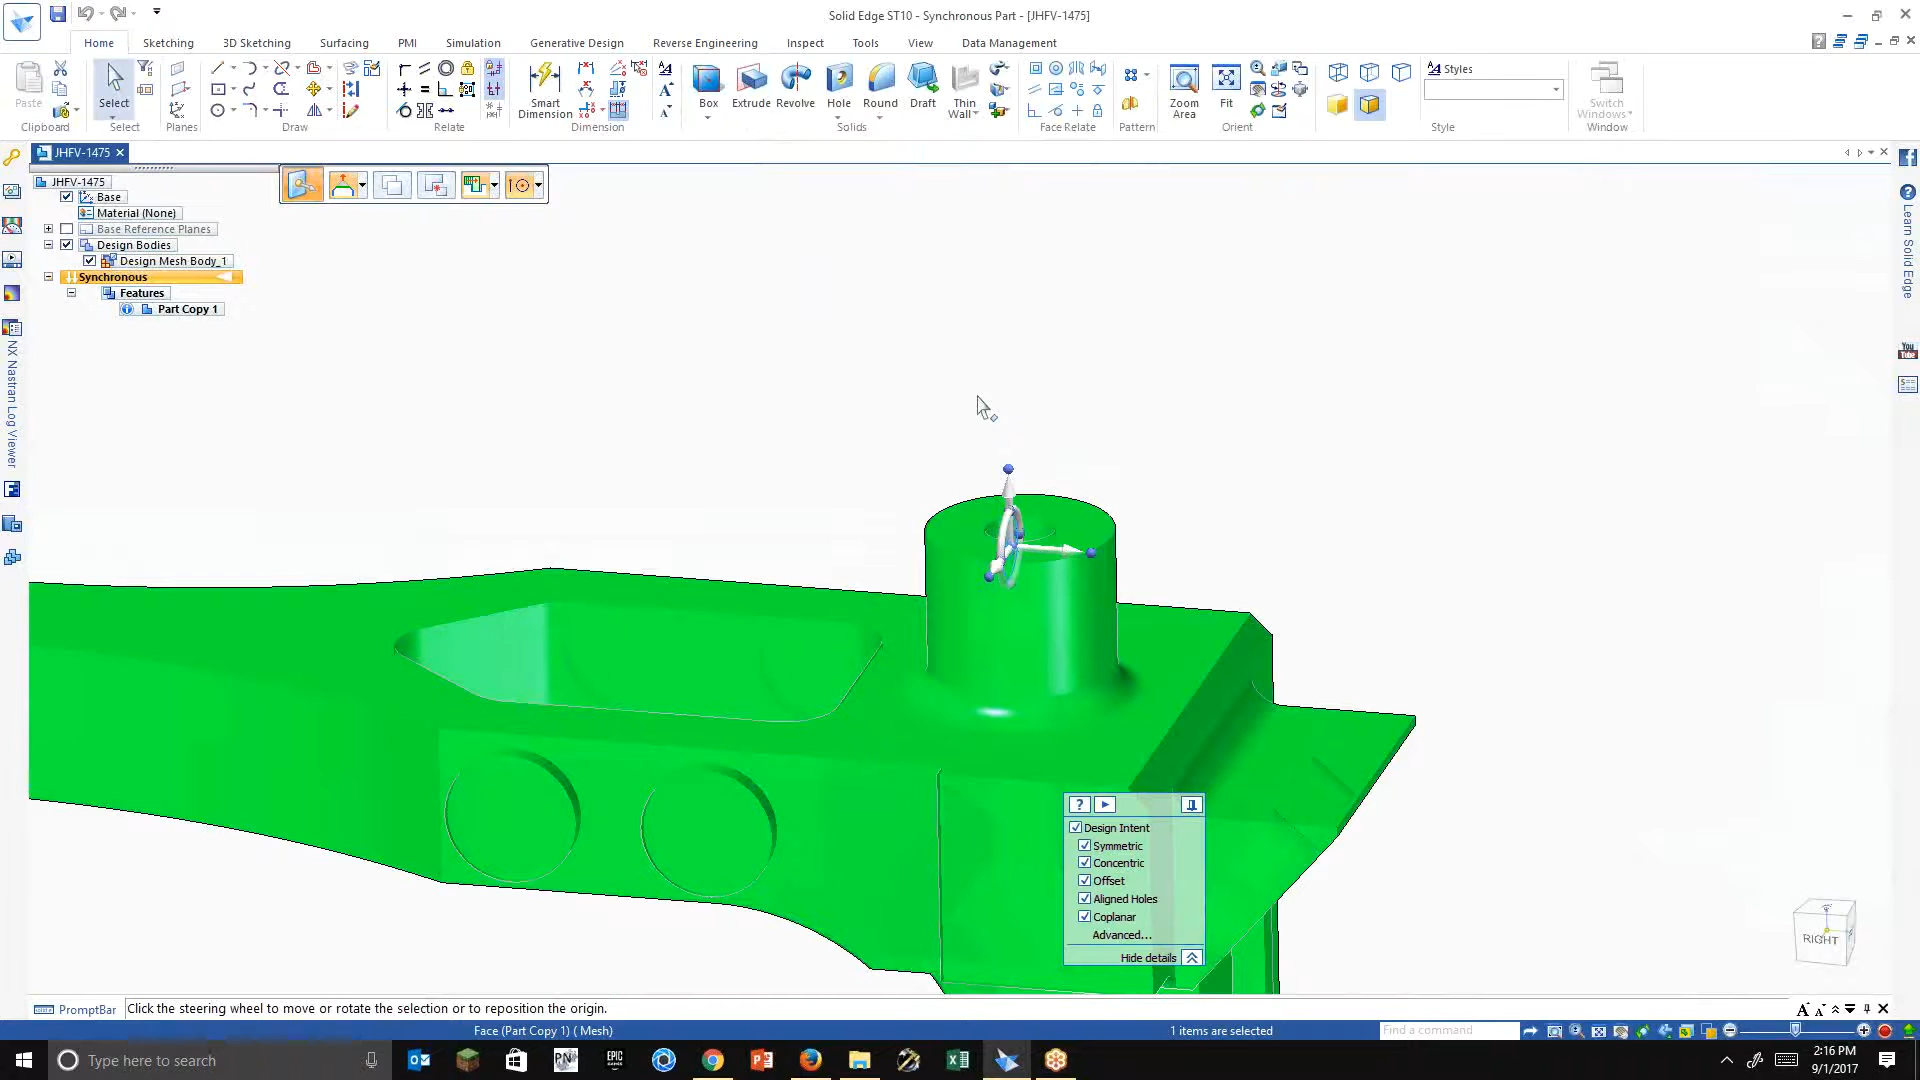 Solid Edge ST10 - Synchronous Part - [JHFV-1475]
Home Sketching 3D Sketching Surfacing PMI Simulation Generative Design Reverse Engineering Inspect Tools View Data Management
Paste
Clipboard
Select
Select
Planes
Draw
Relate
Smart Dimension
Dimension
Box Extrude Revolve Hole Round Draft Thin Wall
Solids
Face Relate
Pattern
Zoom Area
Fit
Orient
Styles
Style
Switch Windows
Window
JHFV-1475
JHFV-1475
Base
Material (None)
Base Reference Planes
Design Bodies
Design Mesh Body_1
Synchronous
Features
Part Copy 1
NX Nastran Log Viewer
Learn Solid Edge
You Tube
Design Intent
Symmetric
Concentric
Offset
Aligned Holes
Coplanar
Advanced...
Hide details
RIGHT
PromptBar Click the steering wheel to move or rotate the selection or to reposition the origin.
Face (Part Copy 1) ( Mesh) 1 items are selected Find a command
Type here to search
PN
EPIC GAMES
2:16 PM
9/1/2017